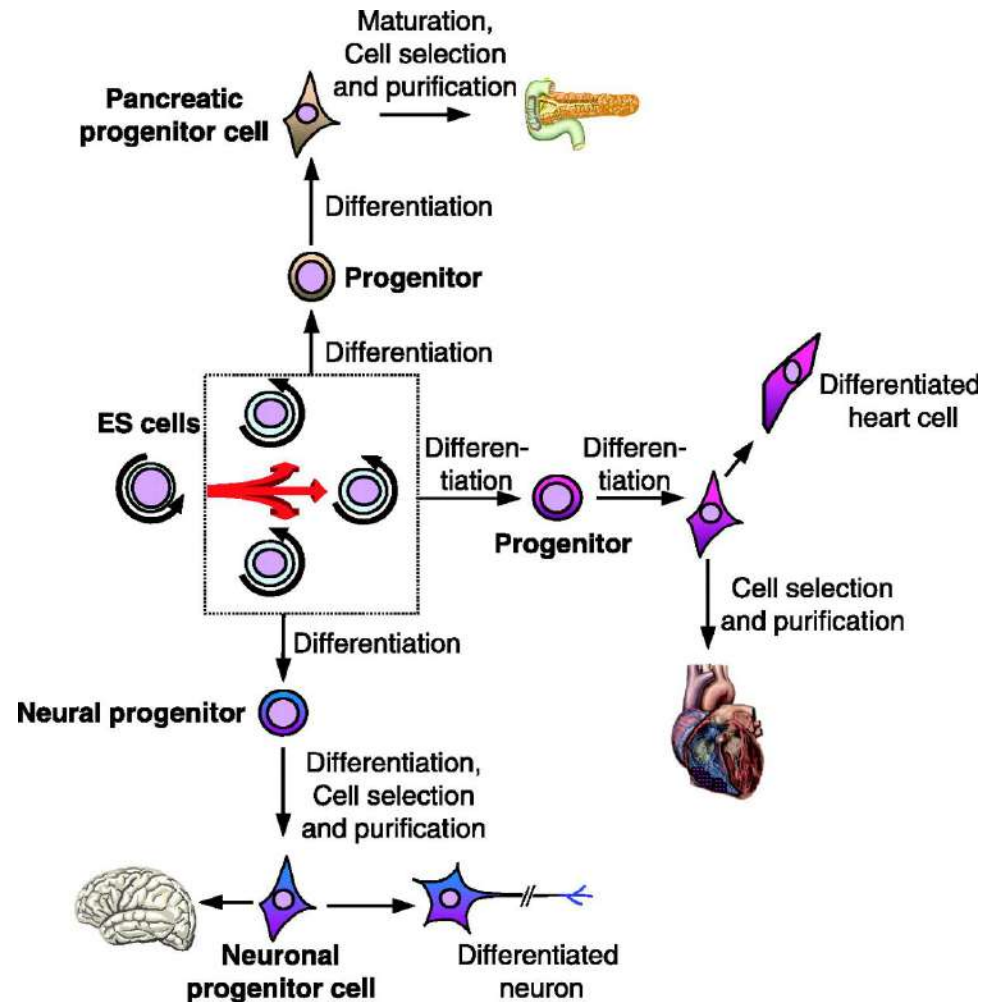 Maturation,
Cell selection
and purification
Pancreatic
progenitor cell
Differentiation
Progenitor
Differentiation
ES cells
Differen-
tiation
Differen-
tiation
Progenitor
Differentiated
heart cell
Cell selection
and purification
Differentiation
Neural progenitor
Differentiation,
Cell selection
and purification
Neuronal
progenitor cell
Differentiated
neuron